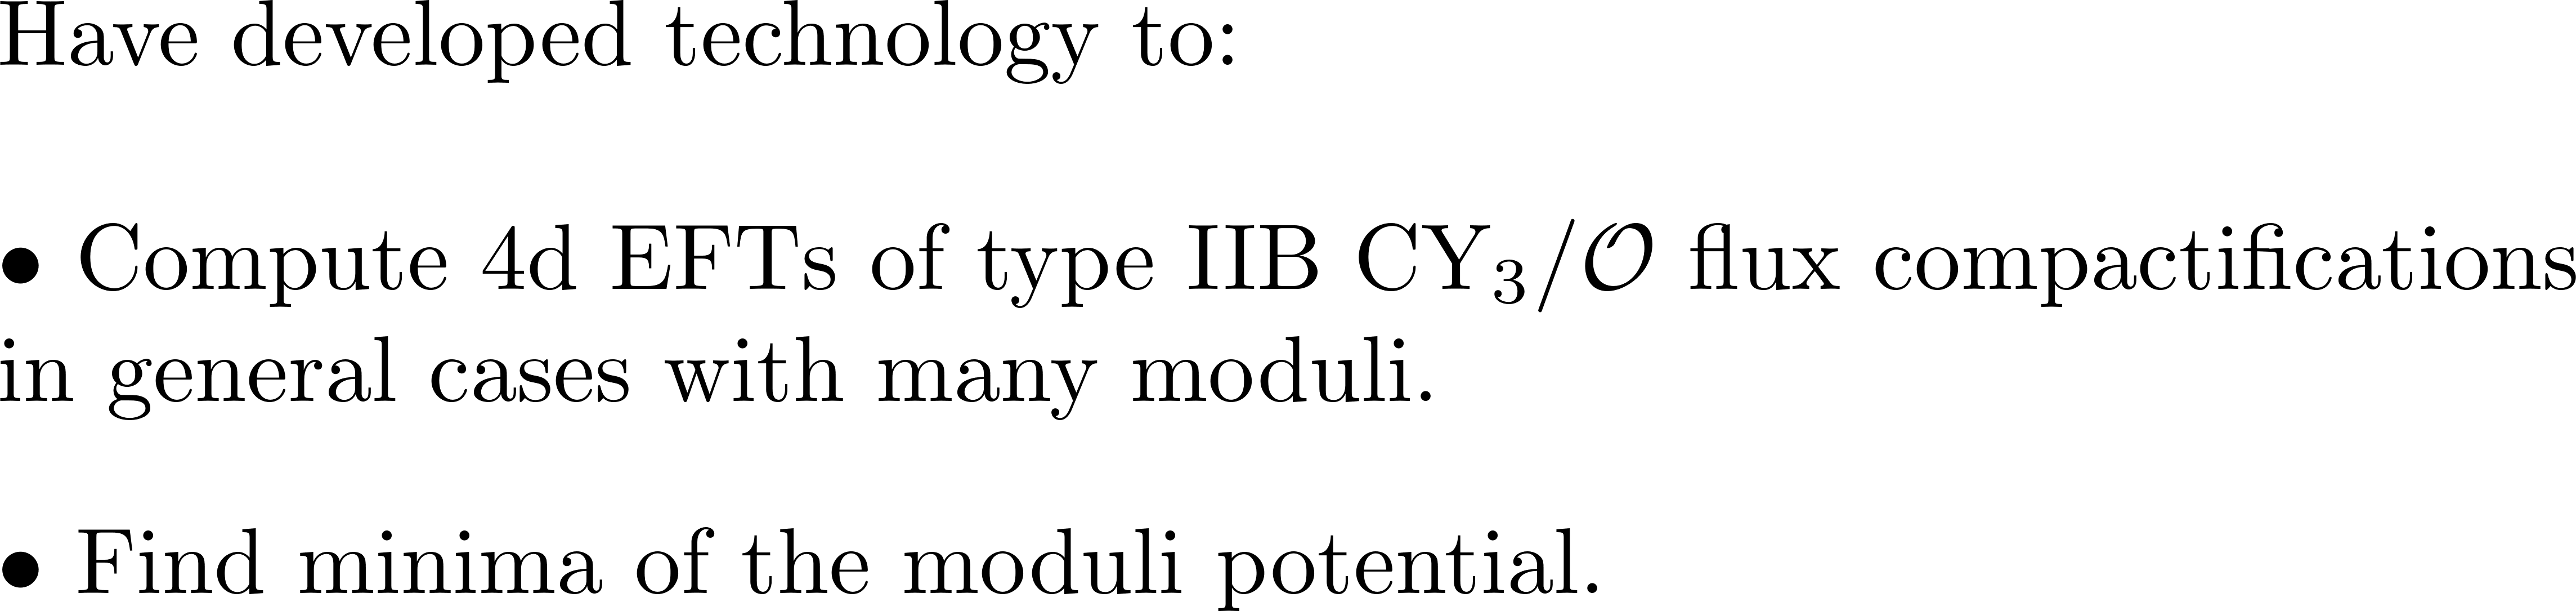 Have developed technology to:
• Compute 4d EFTs of type IIB CY₃/𝒪 flux compactifications
in general cases with many moduli.
• Find minima of the moduli potential.